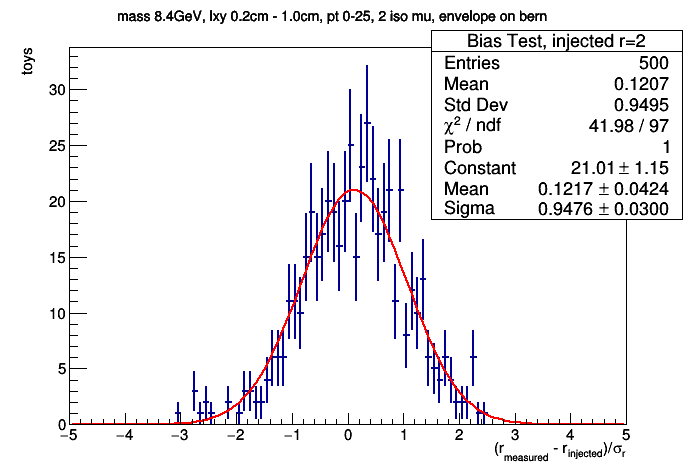 mass 8.4GeV, lxy 0.2cm - 1.0cm, pt 0-25, 2 iso mu, envelope on bern
Bias Test, injected r=2
Entries 500
Mean 0.1207
Std Dev 0.9495
χ² / ndf 41.98 / 97
Prob 1
Constant 21.01 ± 1.15
Mean 0.1217 ± 0.0424
Sigma 0.9476 ± 0.0300
toys
30
25
20
15
10
5
0
−5 −4 −3 −2 −1 0 1 2 3 4 5
(r_measured - r_injected)/σ_r